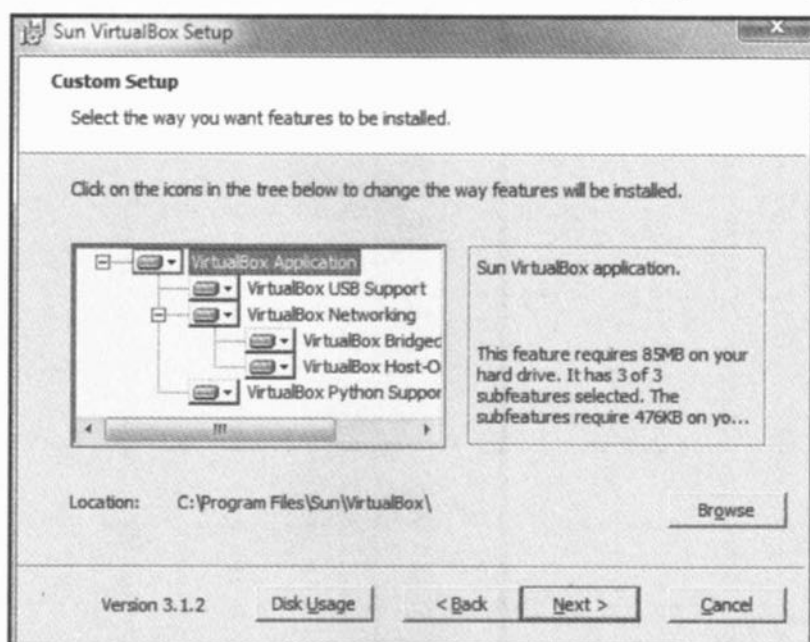 Sun VirtualBox Setup
Custom Setup
Select the way you want features to be installed.
Click on the icons in the tree below to change the way features will be installed.
VirtualBox Application
VirtualBox USB Support
VirtualBox Networking
VirtualBox Bridged
VirtualBox Host-O
VirtualBox Python Suppor
Sun VirtualBox application.
This feature requires 85MB on your
hard drive. It has 3 of 3
subfeatures selected. The
subfeatures require 476KB on yo...
Location: C:\Program Files\Sun\VirtualBox\
Browse
Version 3.1.2
Disk Usage
< Back
Next >
Cancel